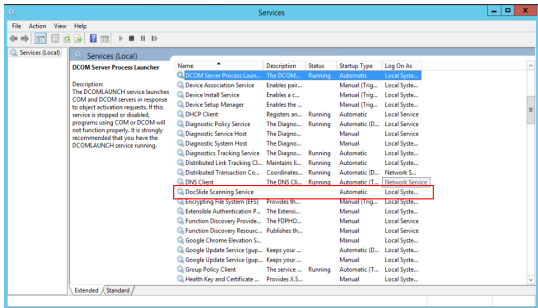 Services
File Action View Help
Services (Local)
Services (Local)
DCOM Server Process Launcher
Description:
The DCOMLAUNCH service launches
COM and DCOM servers in response
to object activation requests. If this
service is stopped or disabled,
programs using COM or DCOM will
not function properly. It is strongly
recommended that you have the
DCOMLAUNCH service running.
Name Description Status Startup Type Log On As
DCOM Server Process Laun... The DCOM... Running Automatic Local Syste...
Device Association Service Enables pair... Manual (Trig... Local Syste...
Device Install Service Enables a c... Manual (Trig... Local Syste...
Device Setup Manager Enables the ... Manual (Trig... Local Syste...
DHCP Client Registers an... Running Automatic Local Service
Diagnostic Policy Service The Diagno... Running Automatic (D... Local Service
Diagnostic Service Host The Diagno... Manual Local Service
Diagnostic System Host The Diagno... Manual Local Syste...
Diagnostics Tracking Service The Diagno... Running Automatic Local Syste...
Distributed Link Tracking Cl... Maintains li... Running Automatic Local Syste...
Distributed Transaction Co... Coordinates... Running Automatic (D... Network S...
DNS Client The DNS Cli... Running Automatic (T... Network Service
DocSlide Scanning Service Automatic Local Syste...
Encrypting File System (EFS) Provides th... Manual (Trig... Local Syste...
Extensible Authentication P... The Extensi... Manual Local Syste...
Function Discovery Provide... The FDPHO... Manual Local Service
Function Discovery Resourc... Publishes th... Manual Local Service
Google Chrome Elevation S... Manual Local Syste...
Google Update Service (gup... Keeps your ... Automatic (D... Local Syste...
Google Update Service (gup... Keeps your ... Manual Local Syste...
Group Policy Client The service ... Running Automatic (T... Local Syste...
Health Key and Certificate ... Provides X.5... Manual Local Syste...
Extended Standard